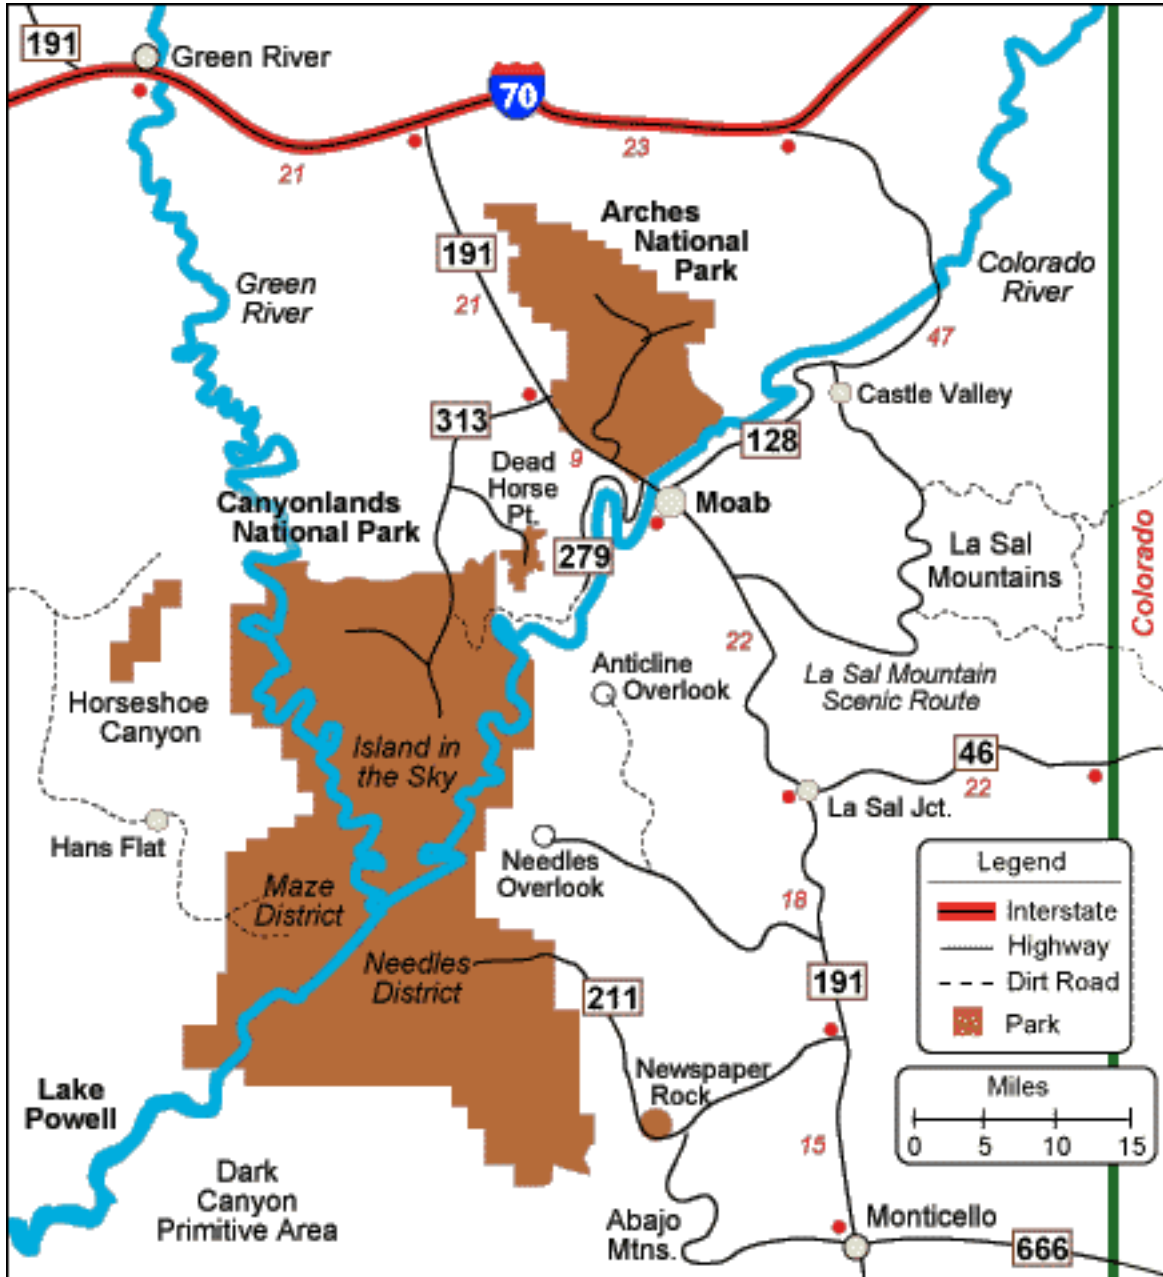 191
Green River
70
21
23
Arches
National
Park
191
Green
River
21
Colorado
River
47
313
Castle Valley
128
9
Dead
Horse
Pt.
Canyonlands
National Park
Moab
279
La Sal
Mountains
Colorado
22
Anticline
Overlook
La Sal Mountain
Scenic Route
Horseshoe
Canyon
Island in
the Sky
46
22
La Sal Jct.
Hans Flat
Needles
Overlook
Maze
District
18
Legend
Interstate
Highway
Dirt Road
Park
Needles
District
211
191
Newspaper
Rock
Miles
0 5 10 15
Lake
Powell
15
Dark
Canyon
Primitive Area
Abajo
Mtns.
Monticello
666